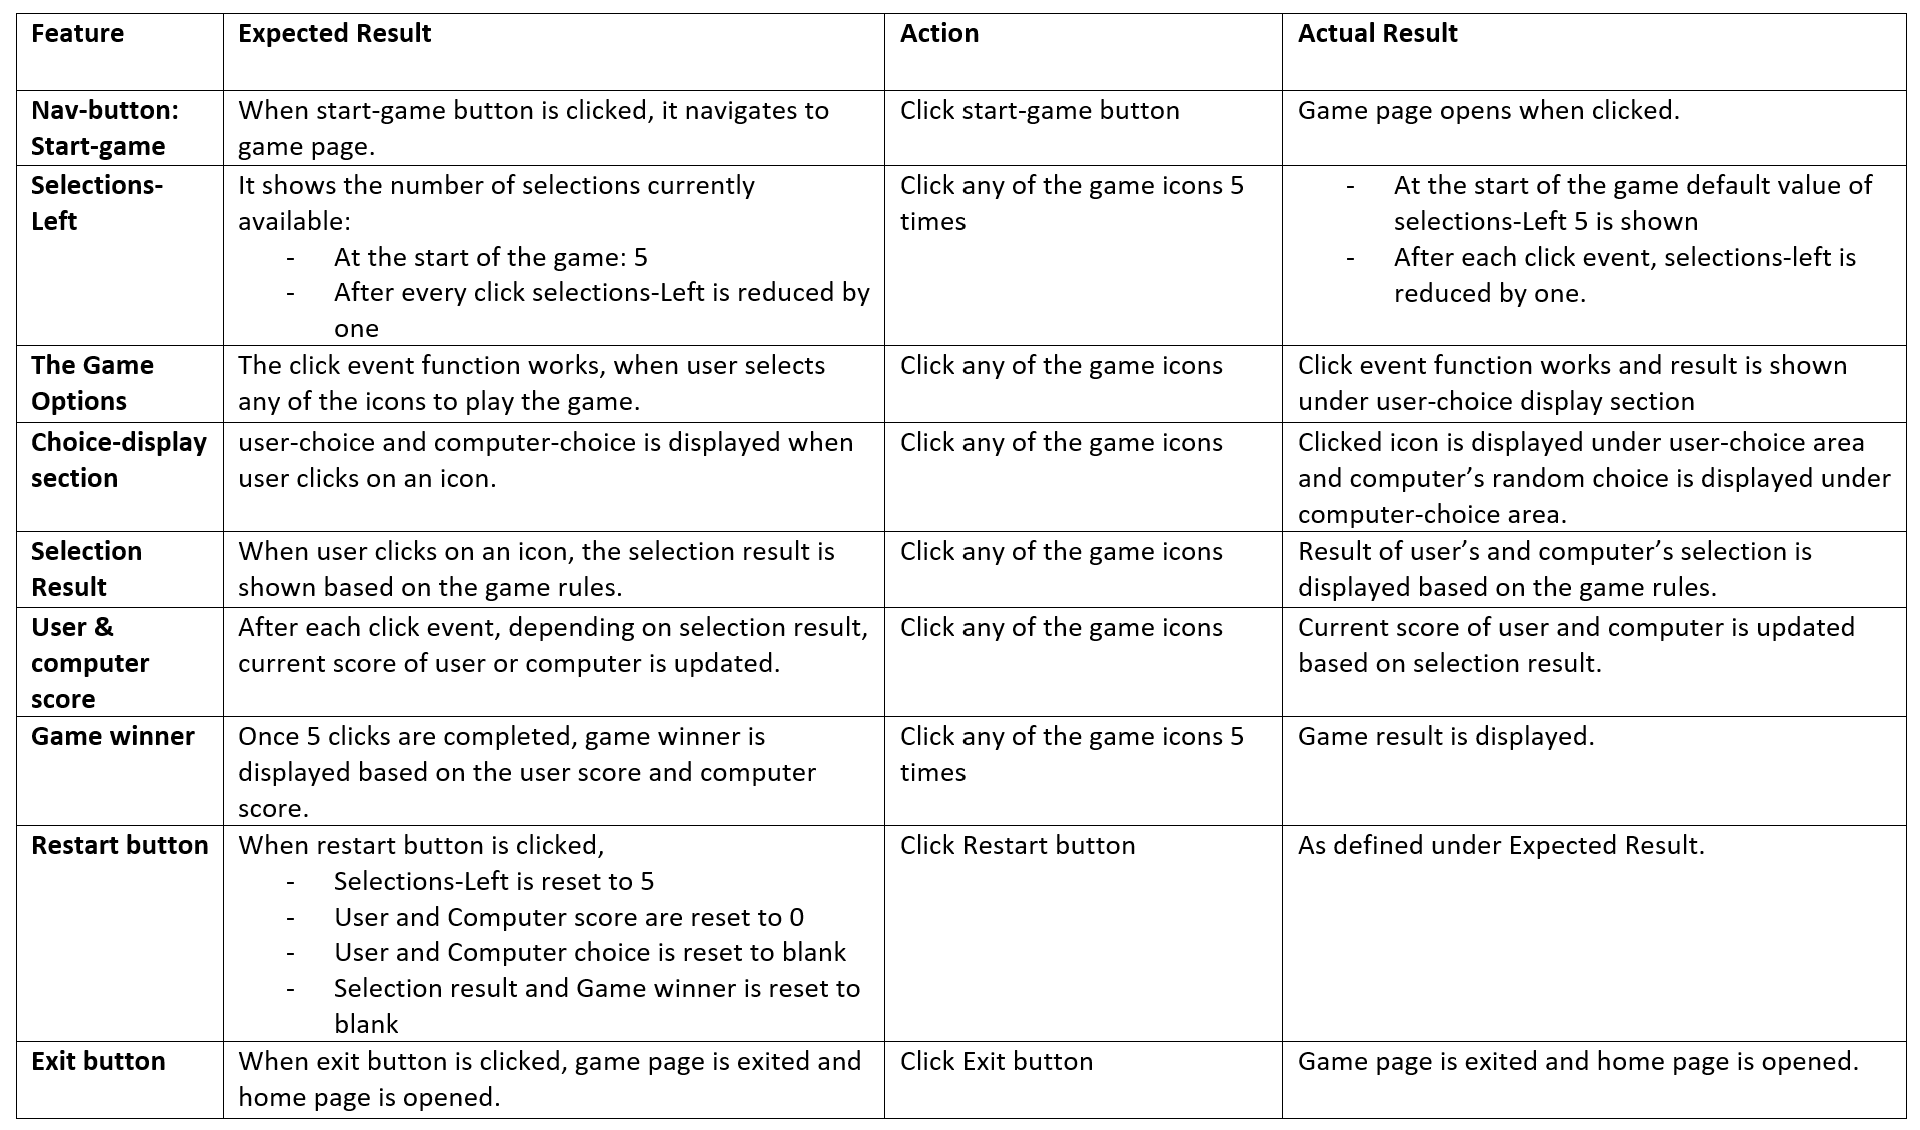 Feature
Expected Result
Action
Actual Result
Nav-button:
Start-game
When start-game button is clicked, it navigates to
game page.
Click start-game button
Game page opens when clicked.
Selections-
Left
It shows the number of selections currently
available:
- At the start of the game: 5
- After every click selections-Left is reduced by
one
Click any of the game icons 5
times
- At the start of the game default value of
selections-Left 5 is shown
- After each click event, selections-left is
reduced by one.
The Game
Options
The click event function works, when user selects
any of the icons to play the game.
Click any of the game icons
Click event function works and result is shown
under user-choice display section
Choice-display
section
user-choice and computer-choice is displayed when
user clicks on an icon.
Click any of the game icons
Clicked icon is displayed under user-choice area
and computer’s random choice is displayed under
computer-choice area.
Selection
Result
When user clicks on an icon, the selection result is
shown based on the game rules.
Click any of the game icons
Result of user’s and computer’s selection is
displayed based on the game rules.
User &
computer
score
After each click event, depending on selection result,
current score of user or computer is updated.
Click any of the game icons
Current score of user and computer is updated
based on selection result.
Game winner
Once 5 clicks are completed, game winner is
displayed based on the user score and computer
score.
Click any of the game icons 5
times
Game result is displayed.
Restart button
When restart button is clicked,
- Selections-Left is reset to 5
- User and Computer score are reset to 0
- User and Computer choice is reset to blank
- Selection result and Game winner is reset to
blank
Click Restart button
As defined under Expected Result.
Exit button
When exit button is clicked, game page is exited and
home page is opened.
Click Exit button
Game page is exited and home page is opened.